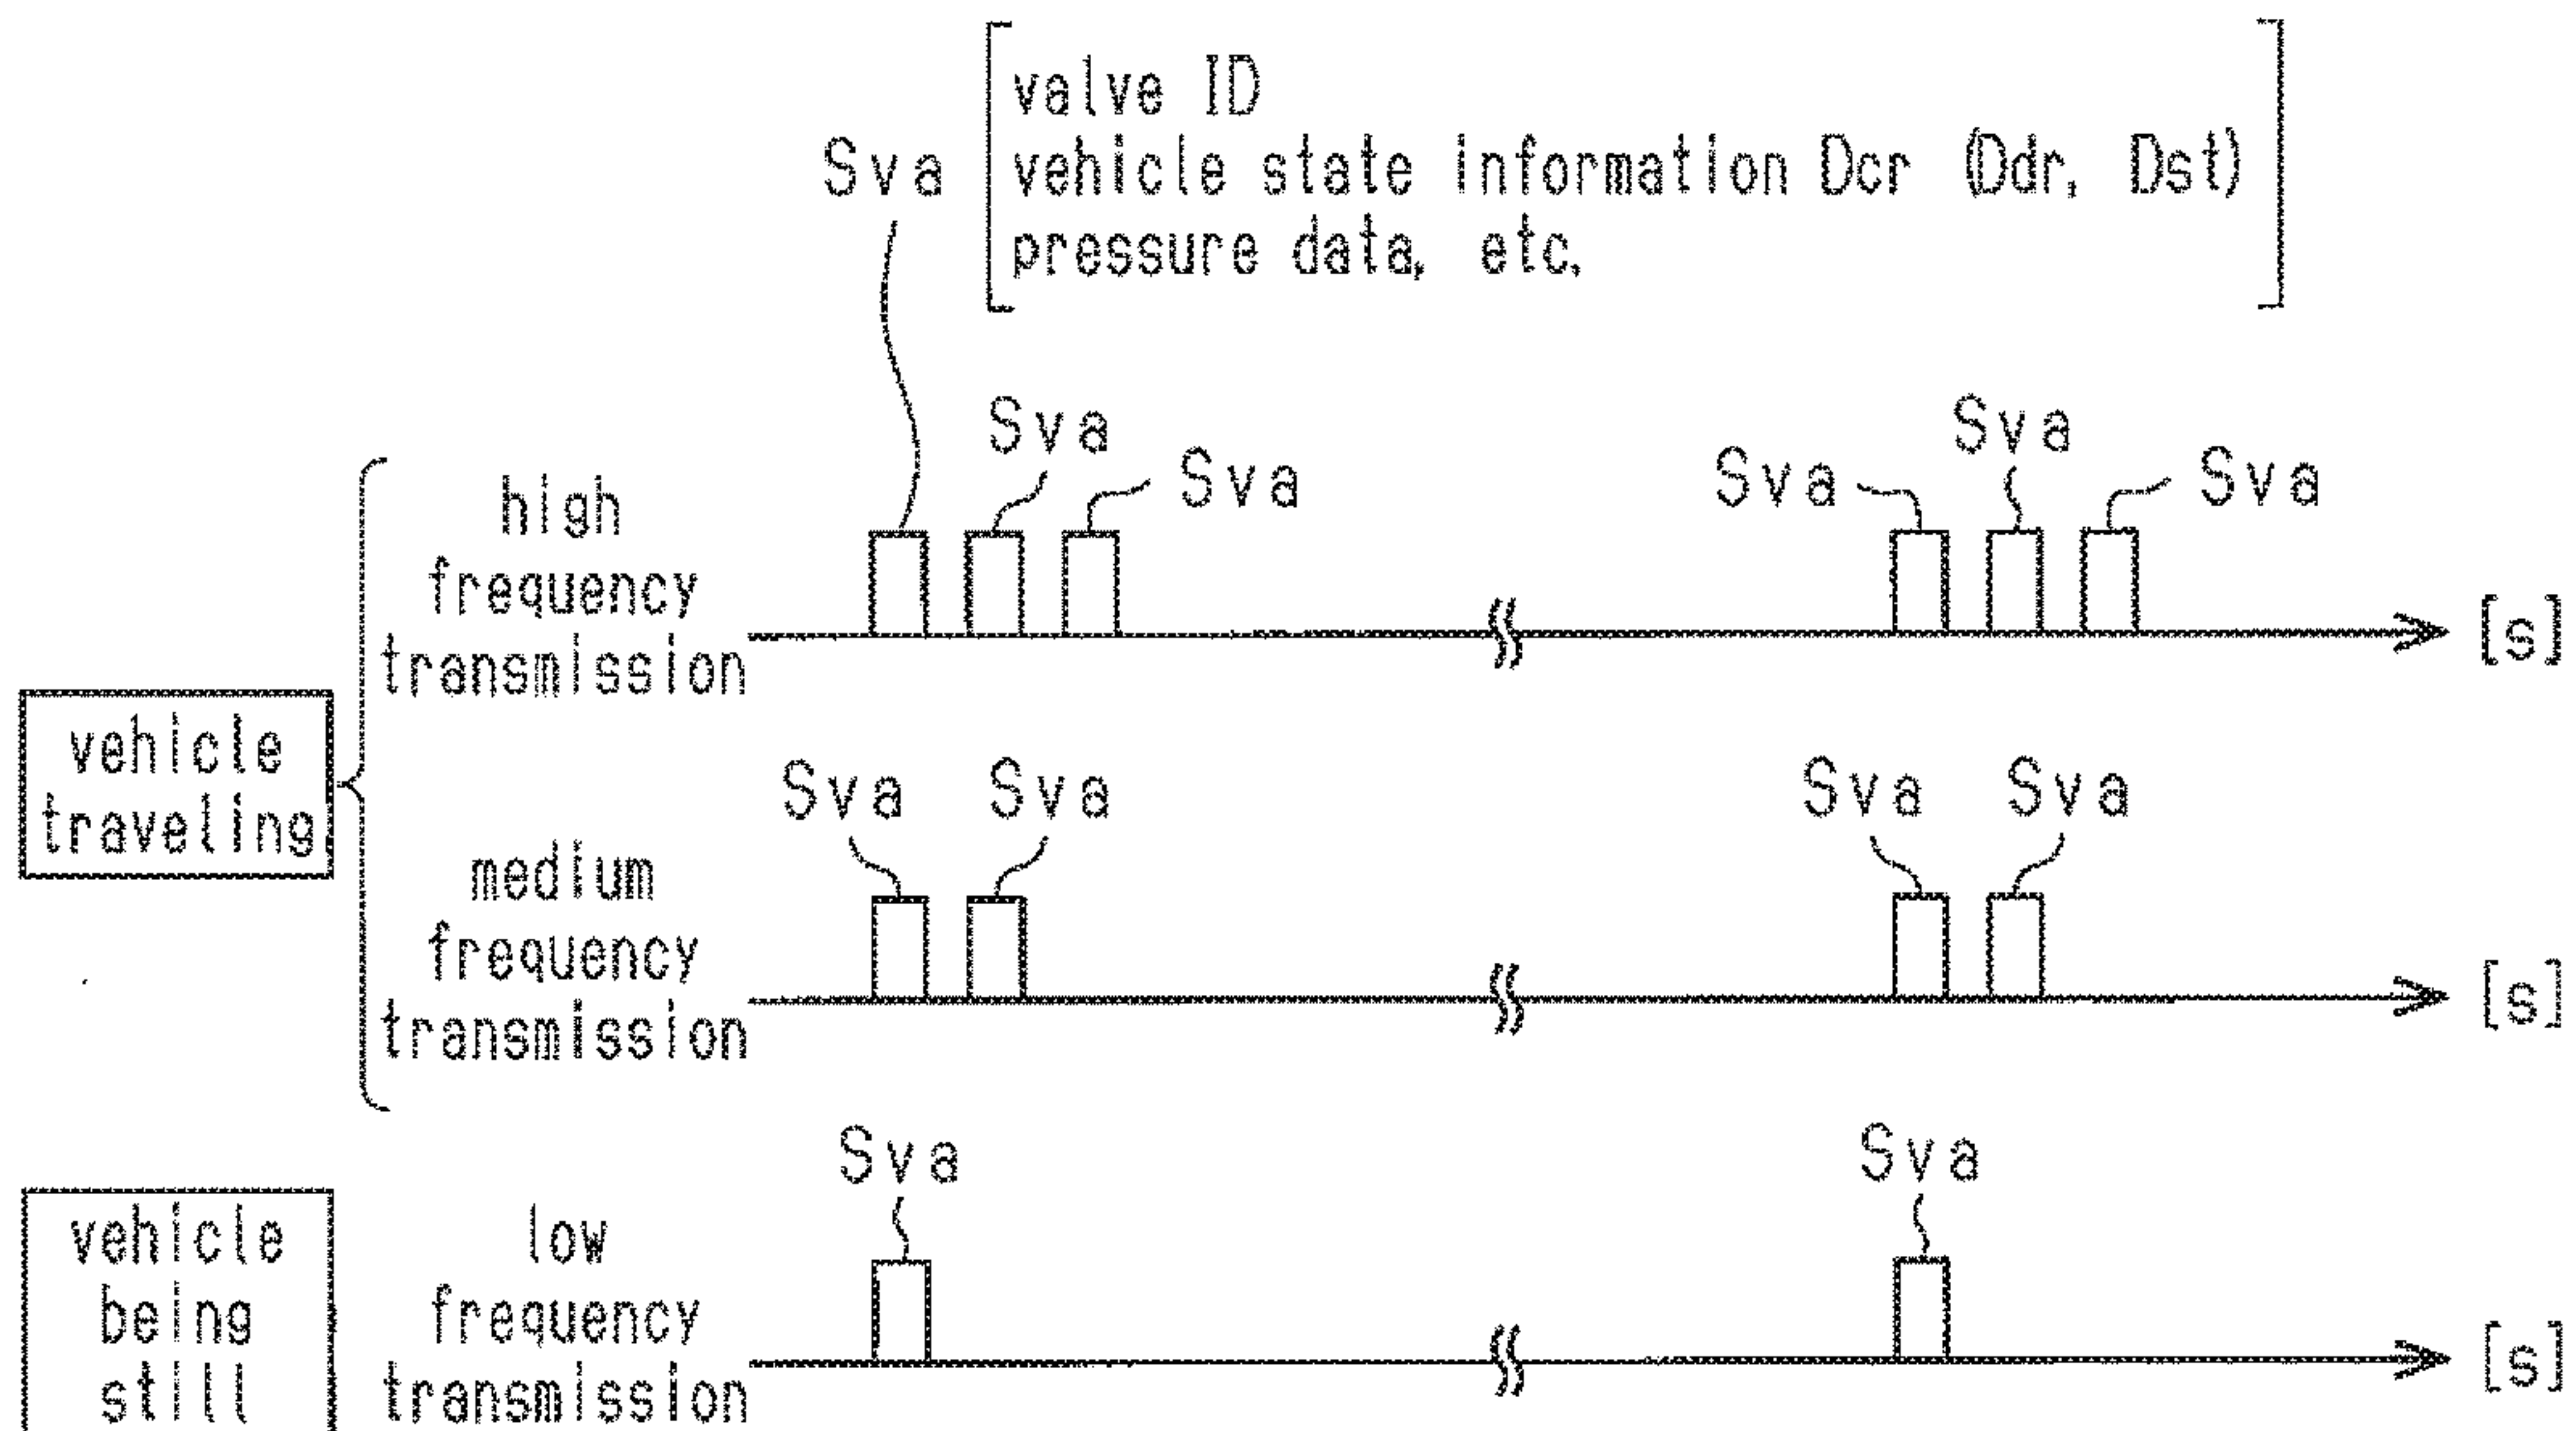 valve ID
Sva vehicle state information Dcr (Ddr, Dst)
pressure data, etc.
Sva Sva
Sva Sva Sva
high
frequency
transmission
[s]
vehicle
traveling
Sva Sva Sva Sva
medium
frequency
transmission
[s]
Sva Sva
vehicle
being
still
low
frequency
transmission
[s]